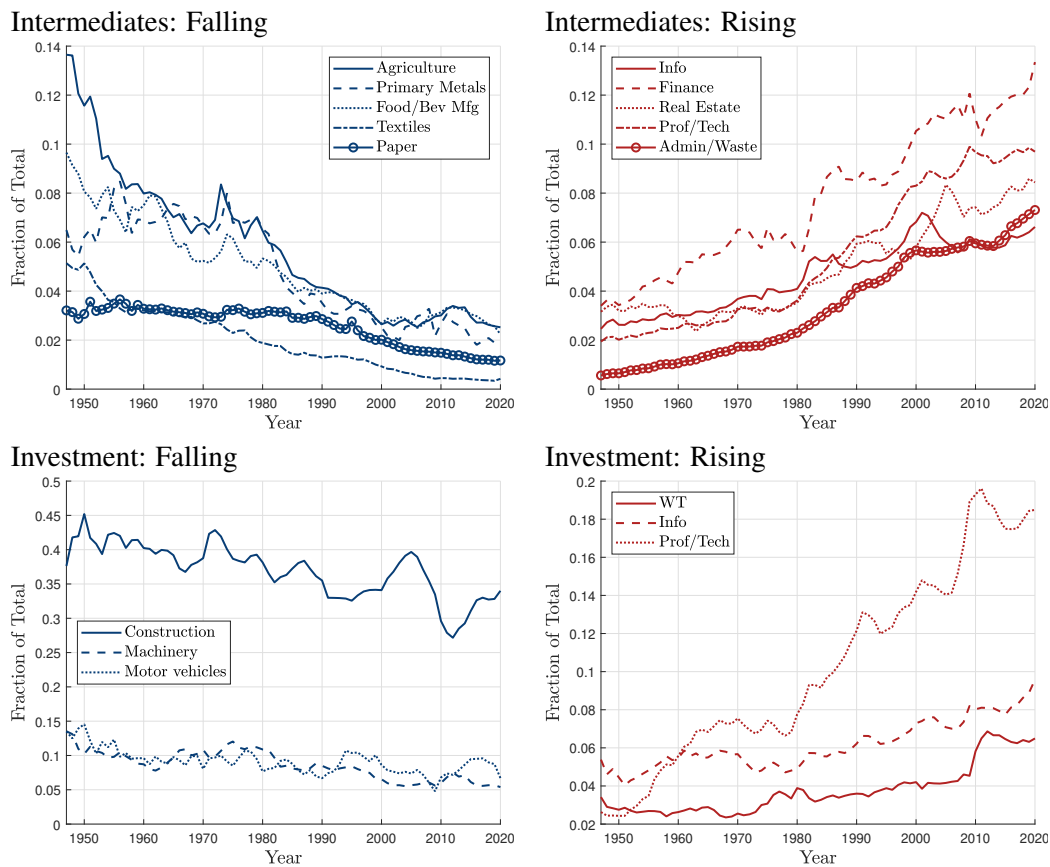 Intermediates: Falling
0.14
0.12
0.1
0.08
0.06
0.04
0.02
0
Fraction of Total
Agriculture
Primary Metals
Food/Bev Mfg
Textiles
Paper
1950 1960 1970 1980 1990 2000 2010 2020
Year
Intermediates: Rising
0.14
0.12
0.1
0.08
0.06
0.04
0.02
0
Fraction of Total
Info
Finance
Real Estate
Prof/Tech
Admin/Waste
1950 1960 1970 1980 1990 2000 2010 2020
Year
Investment: Falling
0.5
0.45
0.4
0.35
0.3
0.25
0.2
0.15
0.1
0.05
0
Fraction of Total
Construction
Machinery
Motor vehicles
1950 1960 1970 1980 1990 2000 2010 2020
Year
Investment: Rising
0.2
0.18
0.16
0.14
0.12
0.1
0.08
0.06
0.04
0.02
Fraction of Total
WT
Info
Prof/Tech
1950 1960 1970 1980 1990 2000 2010 2020
Year